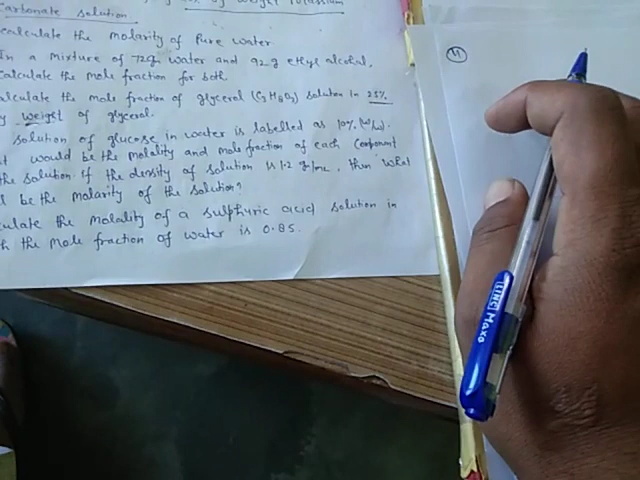 of weight
Carbonate solution
calculate the molarity of Pure water
In a mixture of 72g water and 92g ethyl alcohol,
Calculate the mole fraction for both
calculate the mole fraction of glycerol (C3H8O3) solution in 25%
by weight of glycerol.
solution of glucose in water is labelled as 10% (w/w).
would be the molality and mole fraction of each Component
the solution if the density of solution is 1.2 g/mL, then what
be the molarity of the solution?
culate the molality of a sulphuric acid solution in
the mole fraction of water is 0.85.
4
LINC MAXO